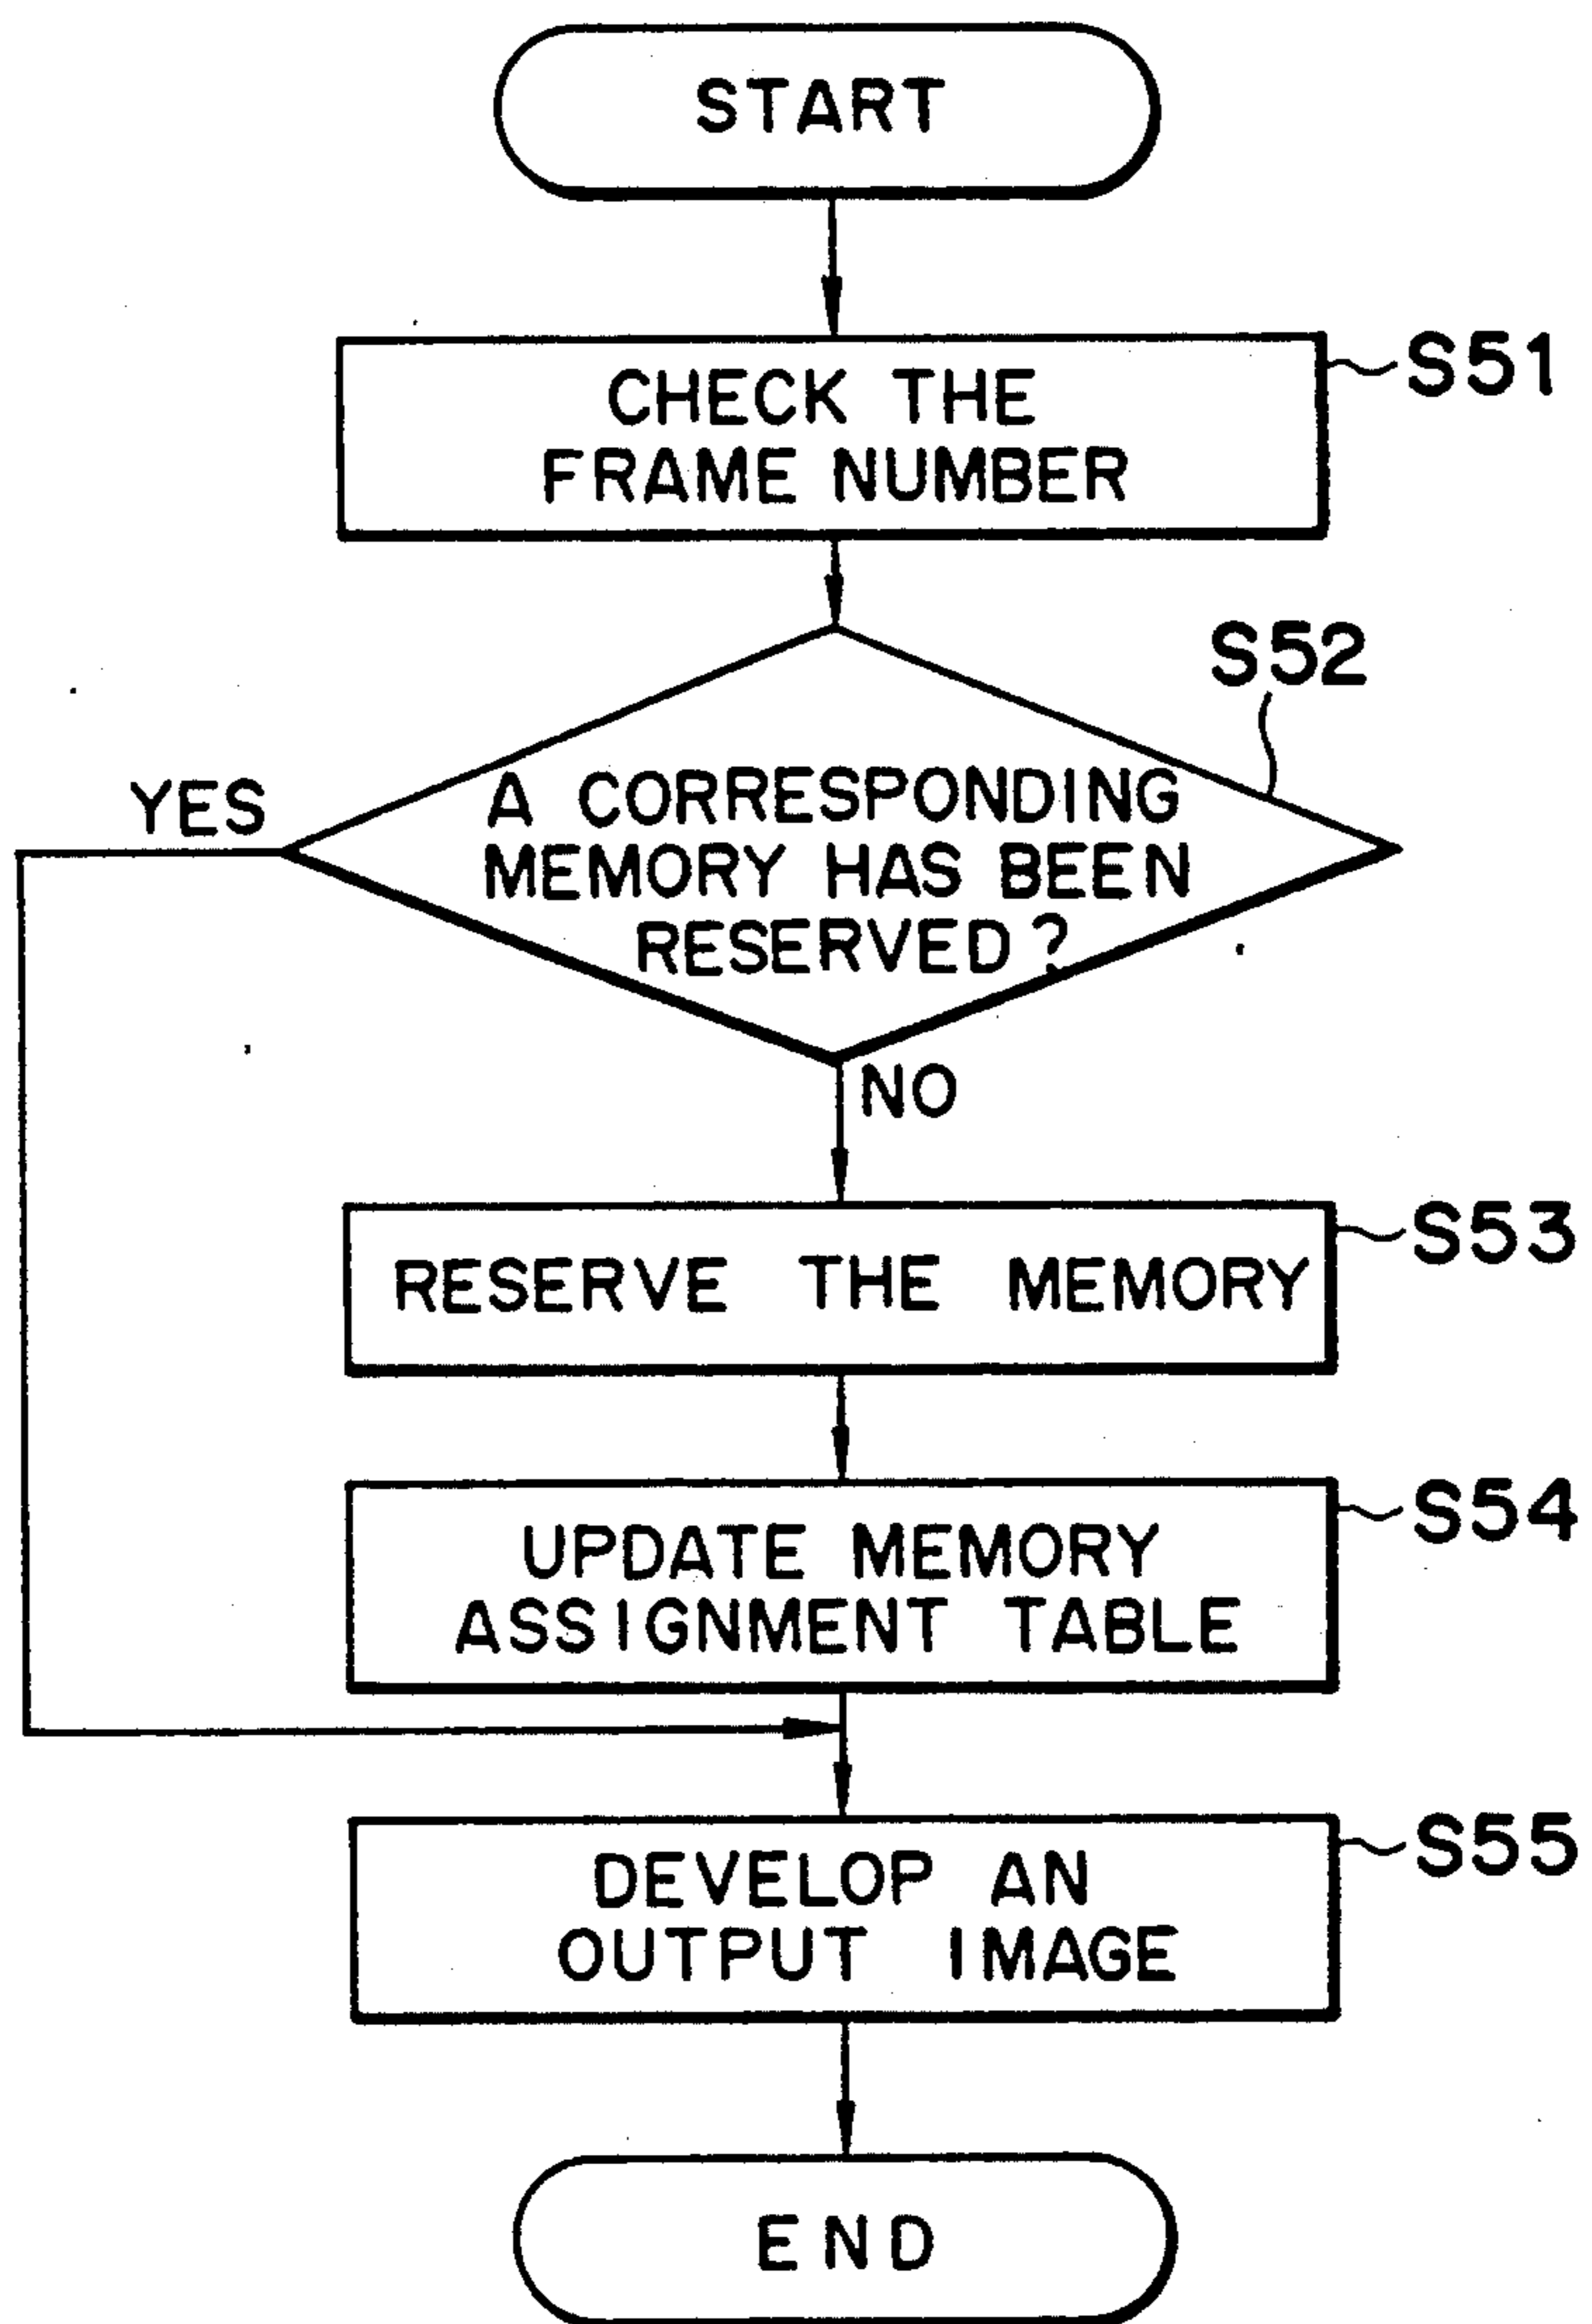 START
CHECK THE
FRAME NUMBER
S51
S52
YES
A CORRESPONDING
MEMORY HAS BEEN
RESERVED?
NO
RESERVE THE MEMORY
S53
UPDATE MEMORY
ASSIGNMENT TABLE
S54
DEVELOP AN
OUTPUT IMAGE
S55
END